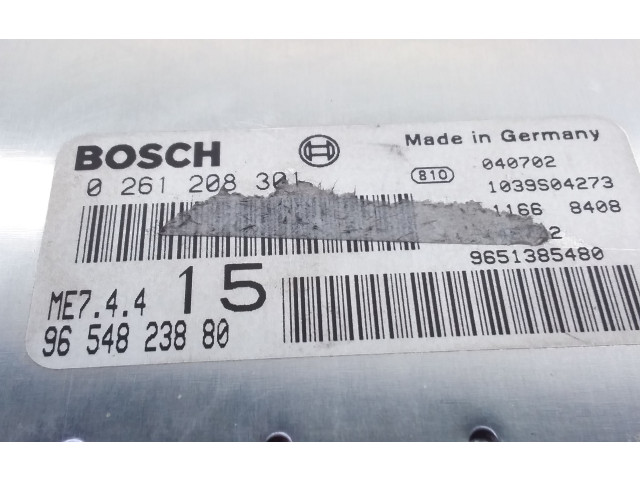 BOSCH
Made in Germany
0 261 208 301
810
040702
1039S04273
1166 8408
2
9651385480
ME7.4.4 15
96 548 238 80